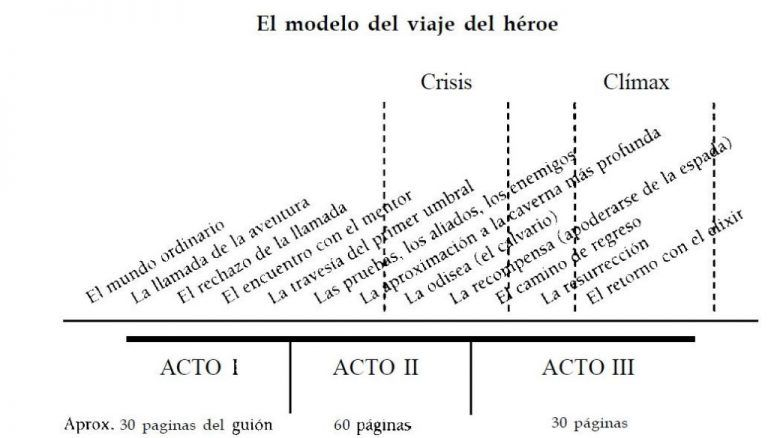 El modelo del viaje del héroe
Crisis
Clímax
El mundo ordinario
La llamada de la aventura
El rechazo de la llamada
El encuentro con el mentor
La travesía del primer umbral
Las pruebas, los aliados, los enemigos
La aproximación a la caverna más profunda
La odisea (el calvario)
La recompensa (apoderarse de la espada)
El camino de regreso
La resurrección
El retorno con el elixir
ACTO I
ACTO II
ACTO III
Aprox. 30 paginas del guión
60 páginas
30 páginas